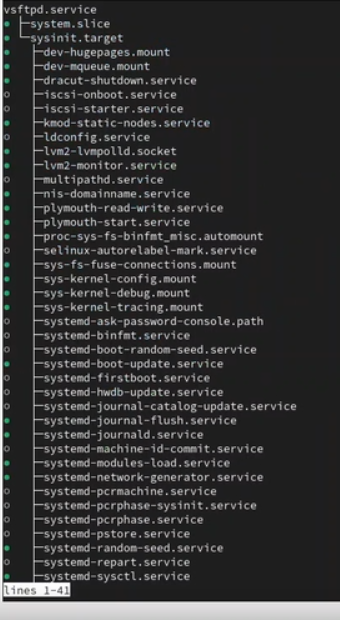 vsftpd.service
● ├─system.slice
● └─sysinit.target
● ├─dev-hugepages.mount
● ├─dev-mqueue.mount
● ├─dracut-shutdown.service
○ ├─iscsi-onboot.service
○ ├─iscsi-starter.service
● ├─kmod-static-nodes.service
○ ├─ldconfig.service
● ├─lvm2-lvmpolld.socket
● ├─lvm2-monitor.service
○ ├─multipathd.service
● ├─nis-domainname.service
● ├─plymouth-read-write.service
● ├─plymouth-start.service
● ├─proc-sys-fs-binfmt_misc.automount
○ ├─selinux-autorelabel-mark.service
● ├─sys-fs-fuse-connections.mount
● ├─sys-kernel-config.mount
● ├─sys-kernel-debug.mount
● ├─sys-kernel-tracing.mount
○ ├─systemd-ask-password-console.path
○ ├─systemd-binfmt.service
○ ├─systemd-boot-random-seed.service
● ├─systemd-boot-update.service
○ ├─systemd-firstboot.service
○ ├─systemd-hwdb-update.service
○ ├─systemd-journal-catalog-update.service
● ├─systemd-journal-flush.service
● ├─systemd-journald.service
○ ├─systemd-machine-id-commit.service
● ├─systemd-modules-load.service
● ├─systemd-network-generator.service
○ ├─systemd-pcrmachine.service
○ ├─systemd-pcrphase-sysinit.service
○ ├─systemd-pcrphase.service
○ ├─systemd-pstore.service
● ├─systemd-random-seed.service
○ ├─systemd-repart.service
● ├─systemd-sysctl.service
lines 1-41